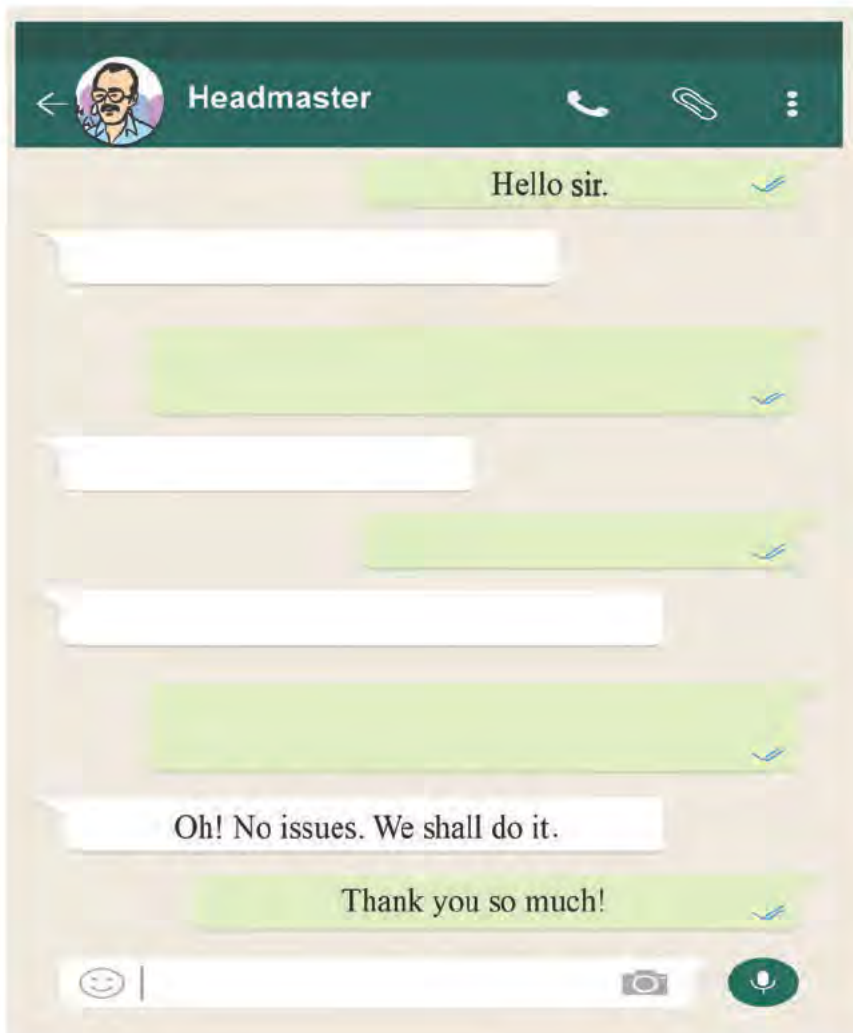 Headmaster
Hello sir.
Oh! No issues. We shall do it.
Thank you so much!